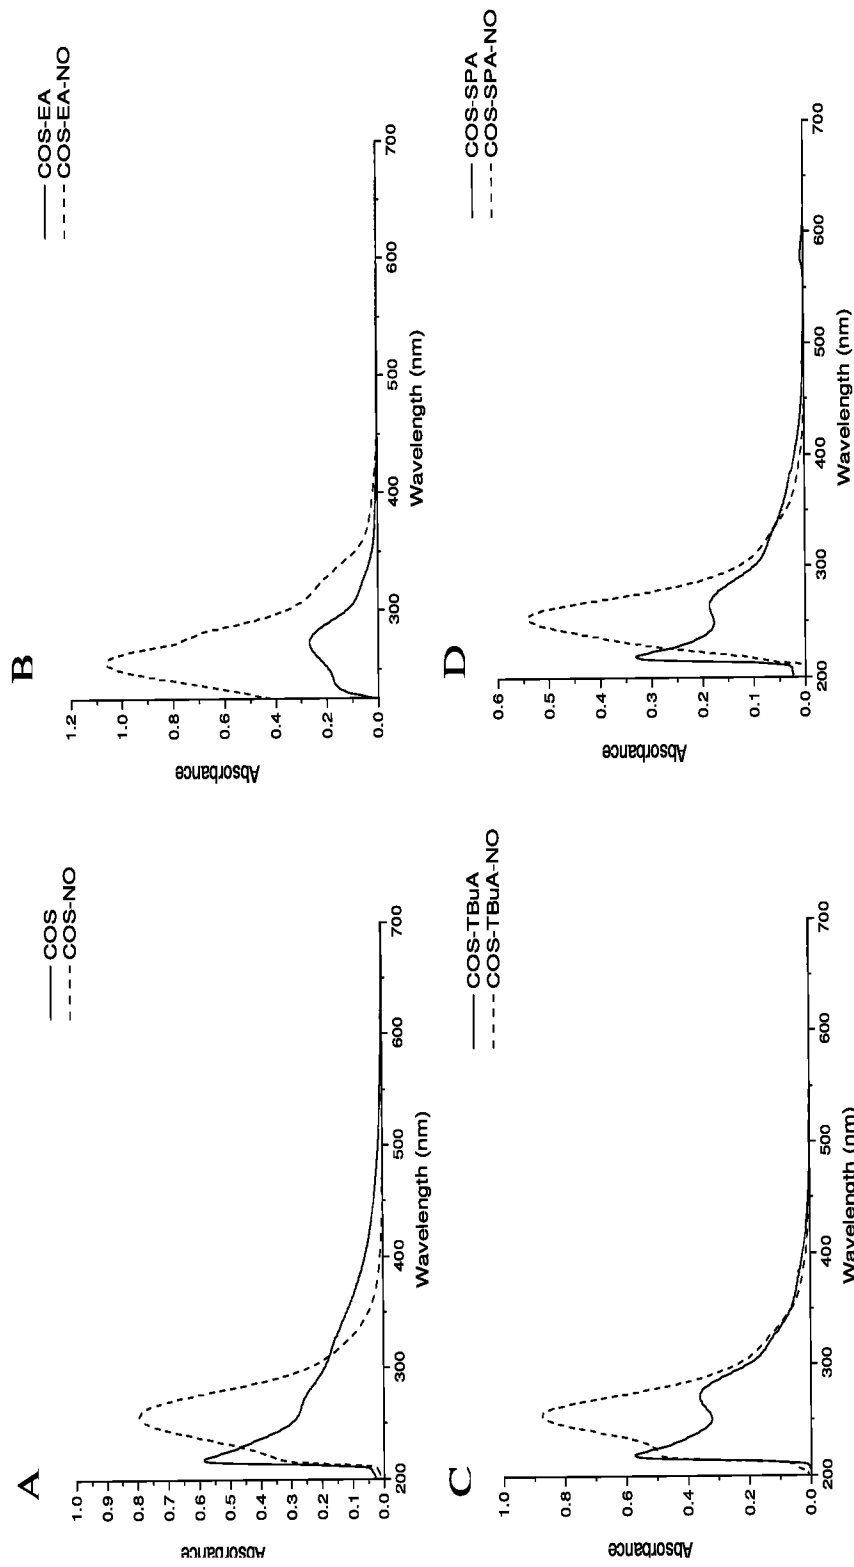 A
COS
COS-NO
1.0
0.9
0.8
0.7
0.6
0.5
0.4
0.3
0.2
0.1
0.0
Absorbance
200 300 400 500 600 700
Wavelength (nm)
B
COS-EA
COS-EA-NO
1.2
1.0
0.8
0.6
0.4
0.2
0.0
Absorbance
300 400 500 600 700
Wavelength (nm)
C
COS-TBuA
COS-TBuA-NO
1.0
0.8
0.6
0.4
0.2
0.0
Absorbance
200 300 400 500 600 700
Wavelength (nm)
D
COS-SPA
COS-SPA-NO
0.6
0.5
0.4
0.3
0.2
0.1
0.0
Absorbance
200 300 400 500 600 700
Wavelength (nm)